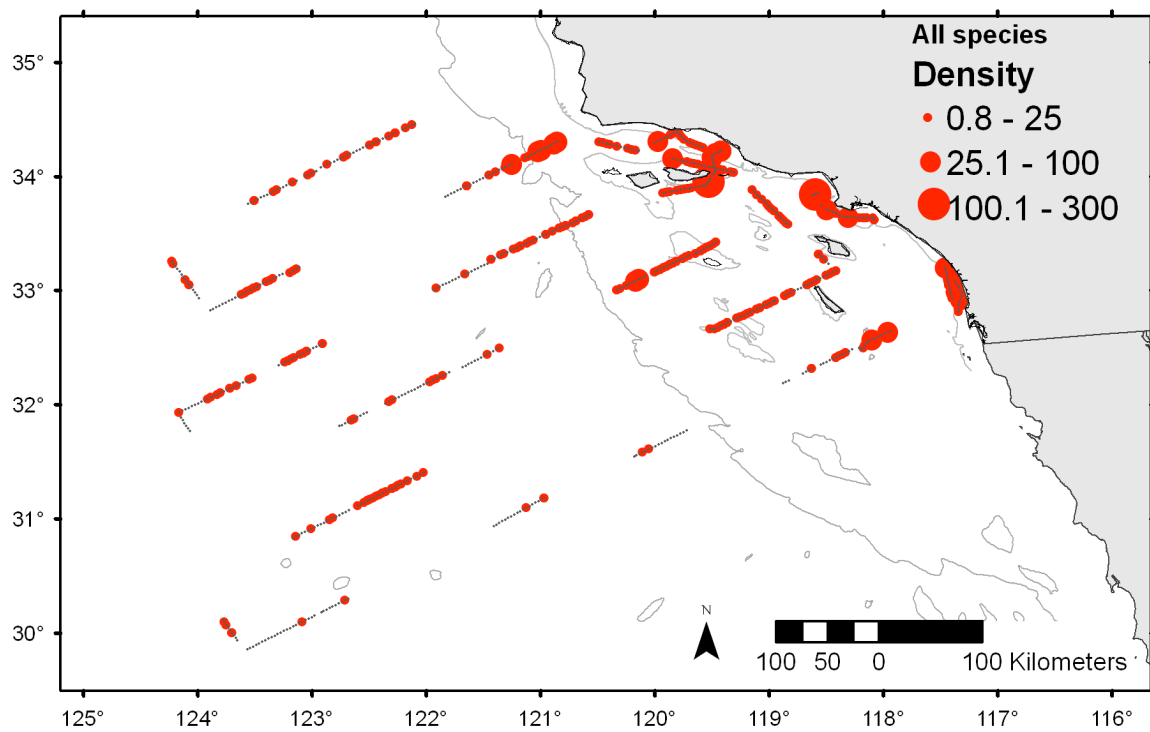 All species
Density
0.8 - 25
25.1 - 100
100.1 - 300
35°
34°
33°
32°
31°
30°
N
100 50 0 100 Kilometers
125° 124° 123° 122° 121° 120° 119° 118° 117° 116°